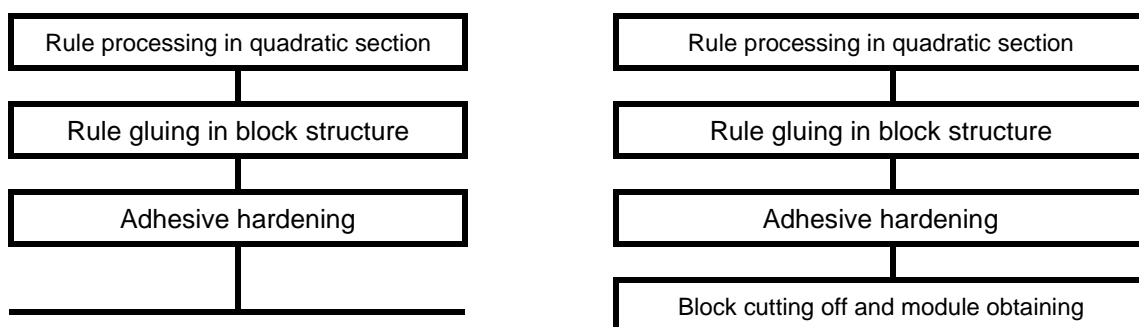 Rule processing in quadratic section
Rule gluing in block structure
Adhesive hardening
Rule processing in quadratic section
Rule gluing in block structure
Adhesive hardening
Block cutting off and module obtaining